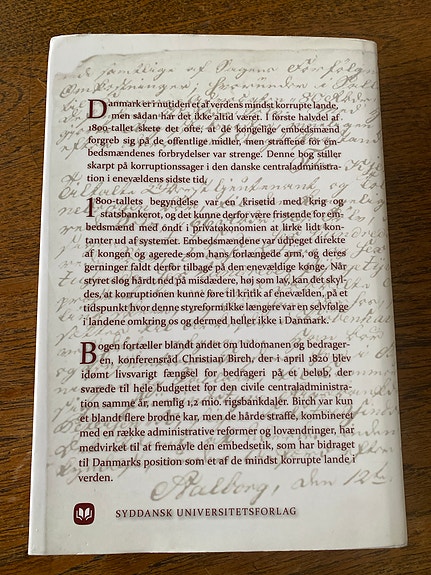 Danmark er i nutiden et af verdens mindst korrupte lande,
men sådan har det ikke altid været. I første halvdel af
1800-tallet skete det ofte, at de kongelige embedsmænd
forgreb sig på de offentlige midler, men straffene for em-
bedsmændenes forbrydelser var strenge. Denne bog stiller
skarpt på korruptionssager i den danske centraladministra-
tion i enevældens sidste tid.
1800-tallets begyndelse var en krisetid med krig og
statsbankerot, og det kunne derfor være fristende for em-
bedsmænd med ondt i privatøkonomien at lirke lidt kon-
tanter ud af systemet. Embedsmændene var udpeget direkte
af kongen og agerede som hans forlængede arm, og deres
gerninger faldt derfor tilbage på den enevældige konge. Når
styret slog hårdt ned på misdædere, høj som lav, kan det skyl-
des, at korruptionen kunne føre til kritik af enevælden, på et
tidspunkt hvor denne styreform ikke længere var en selvfølge
i landene omkring os og dermed heller ikke i Danmark.
Bogen fortæller blandt andet om ludomanen og bedrager-
en, konferensråd Christian Birch, der i april 1820 blev
idømt livsvarigt fængsel for bedrageri på et beløb, der
svarede til hele budgettet for den civile centraladministra-
tion samme år, nemlig 1,2 mio. rigsbankdaler. Birch var kun
et blandt flere brodne kar, men de hårde straffe, kombineret
med en række administrative reformer og lovændringer, har
medvirket til at fremavle den embedsetik, som har bidraget
til Danmarks position som et af de mindst korrupte lande i
verden.
Aalborg, den 12te
SYDDANSK UNIVERSITETSFORLAG